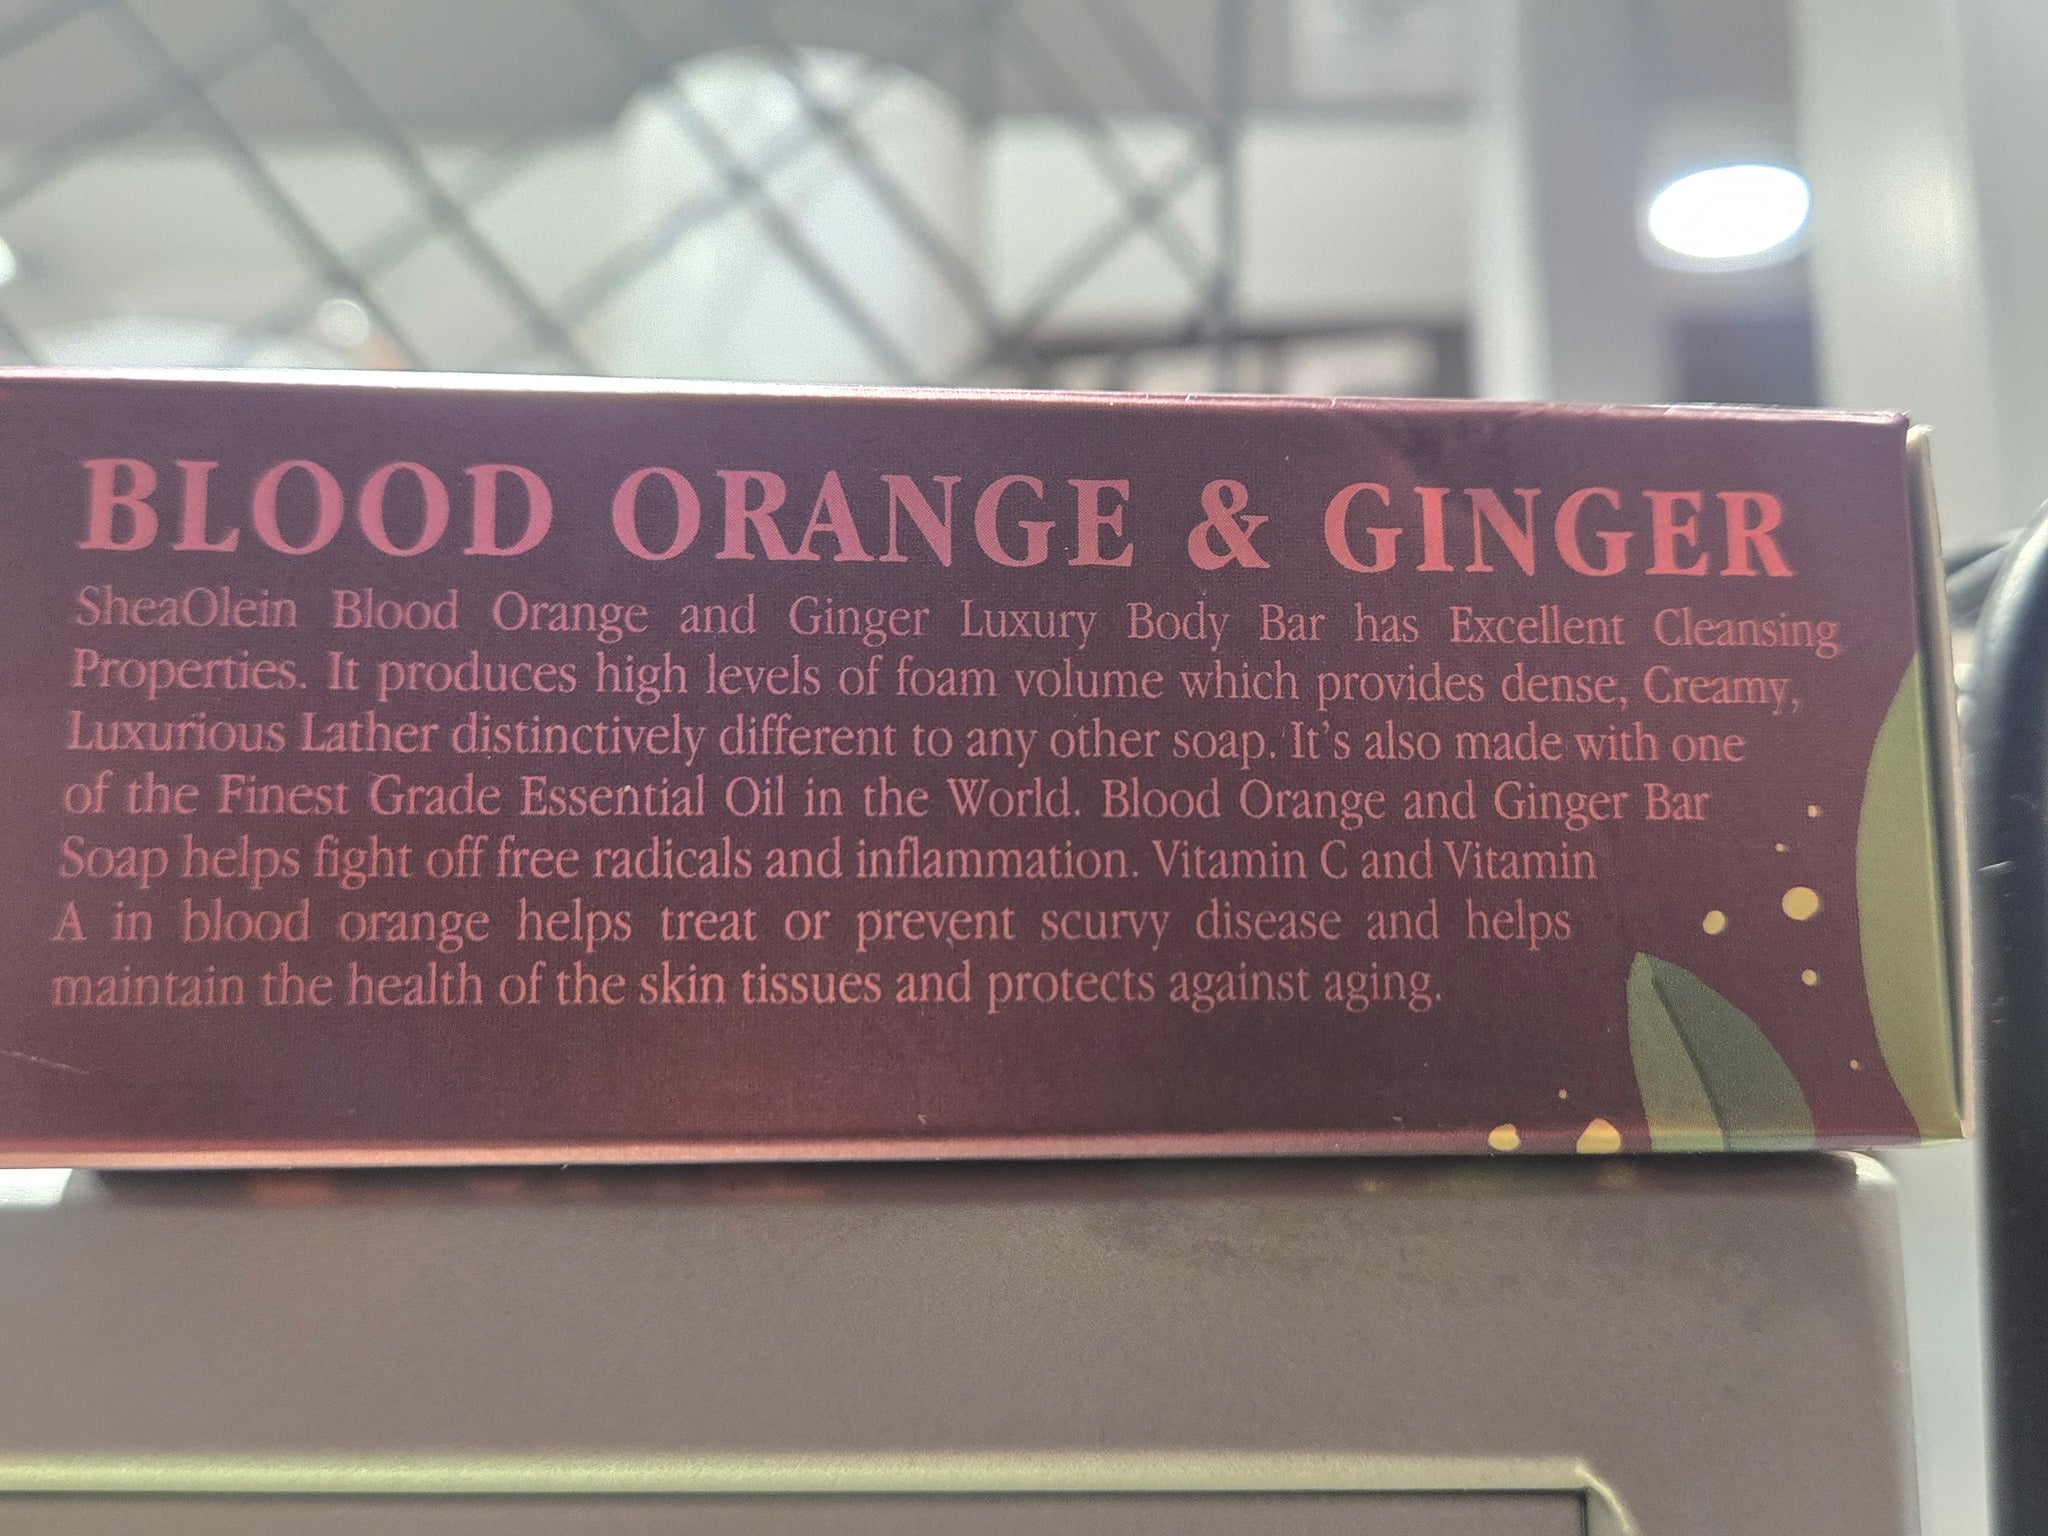 BLOOD ORANGE & GINGER
SheaOlein Blood Orange and Ginger Luxury Body Bar has Excellent Cleansing
Properties. It produces high levels of foam volume which provides dense, Creamy,
Luxurious Lather distinctively different to any other soap. It's also made with one
of the Finest Grade Essential Oil in the World. Blood Orange and Ginger Bar
Soap helps fight off free radicals and inflammation. Vitamin C and Vitamin
A in blood orange helps treat or prevent scurvy disease and helps
maintain the health of the skin tissues and protects against aging.